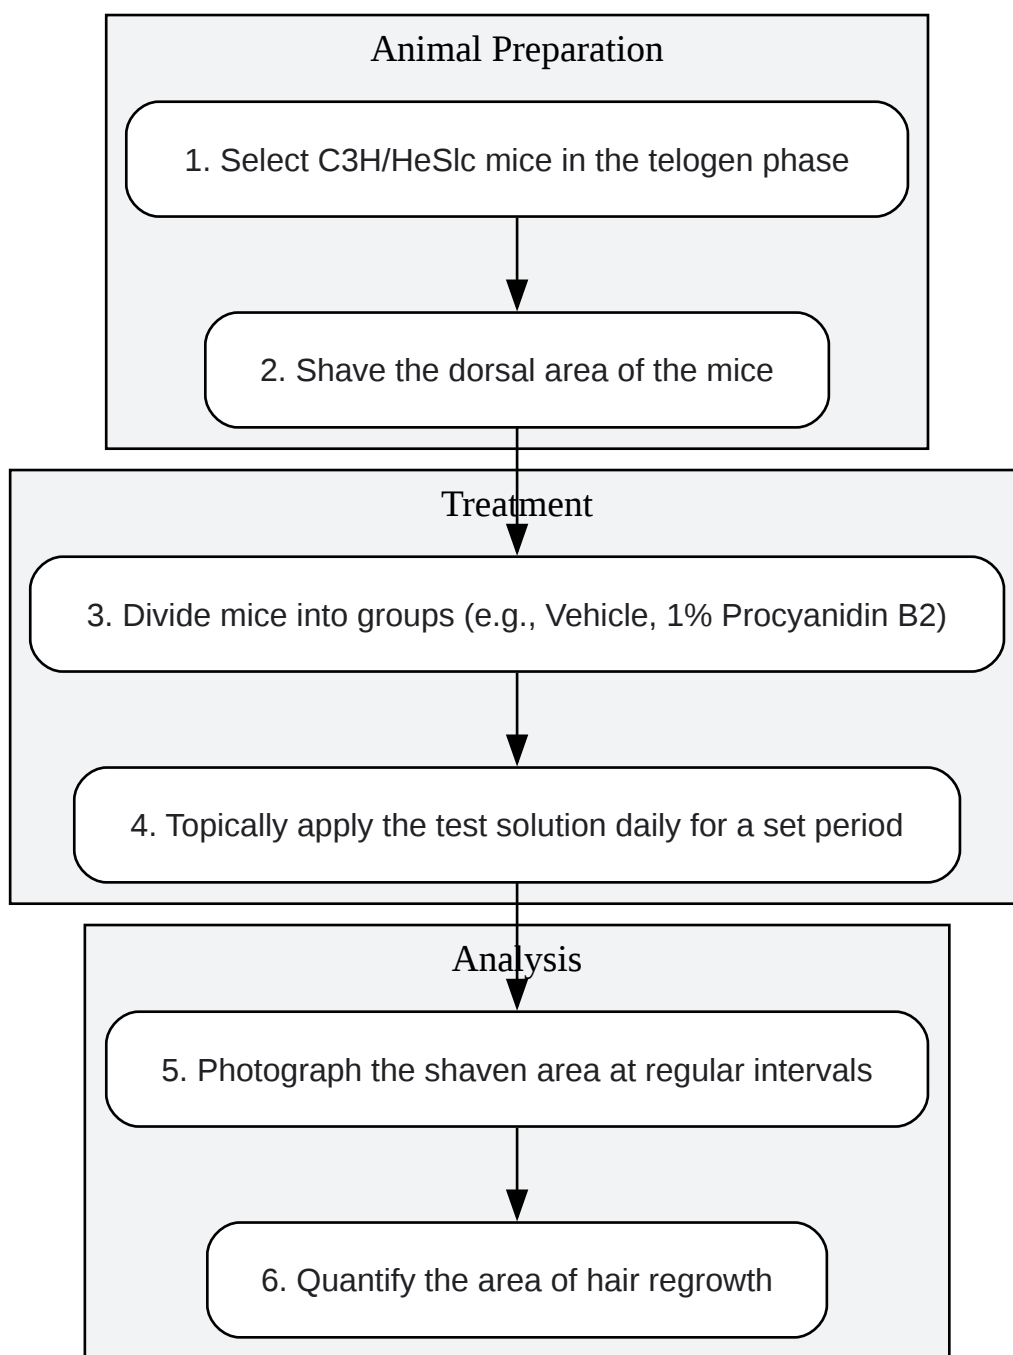 Animal Preparation
1. Select C3H/HeSlc mice in the telogen phase
2. Shave the dorsal area of the mice
Treatment
3. Divide mice into groups (e.g., Vehicle, 1% Procyanidin B2)
4. Topically apply the test solution daily for a set period
Analysis
5. Photograph the shaven area at regular intervals
6. Quantify the area of hair regrowth